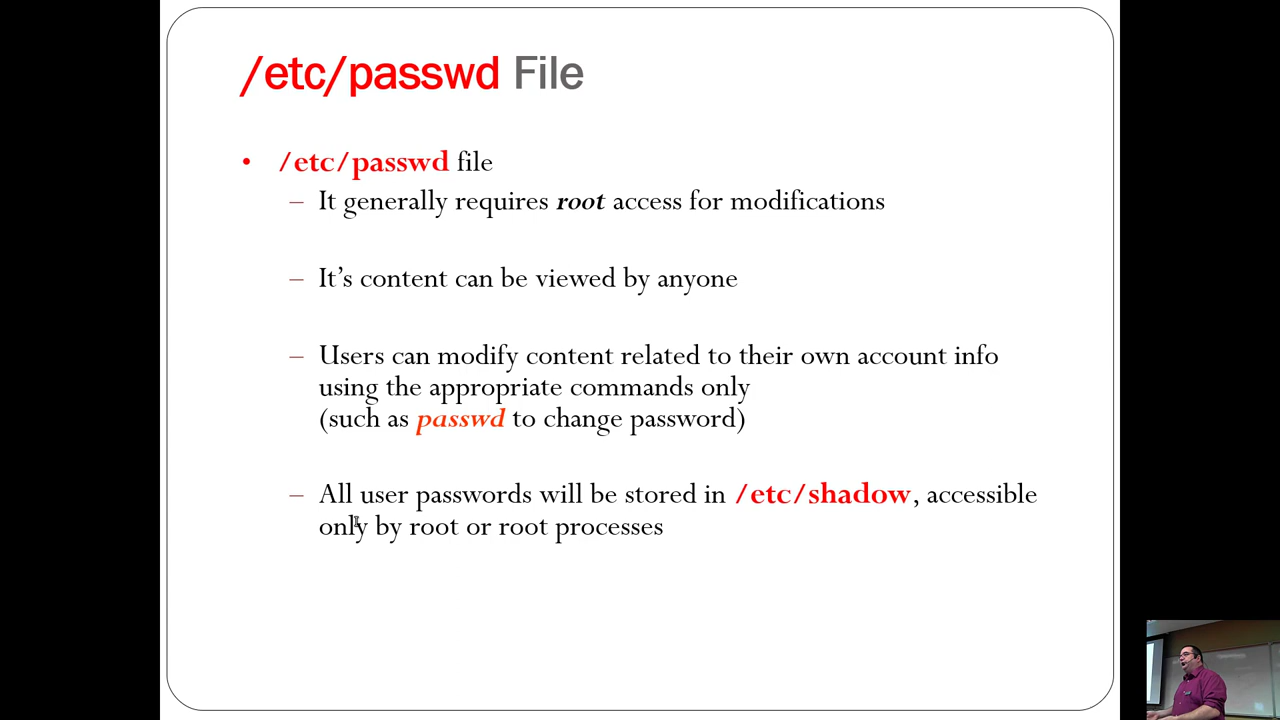 /etc/passwd File
• /etc/passwd file
– It generally requires root access for modifications
– It’s content can be viewed by anyone
– Users can modify content related to their own account info
using the appropriate commands only
(such as passwd to change password)
– All user passwords will be stored in /etc/shadow, accessible
only by root or root processes